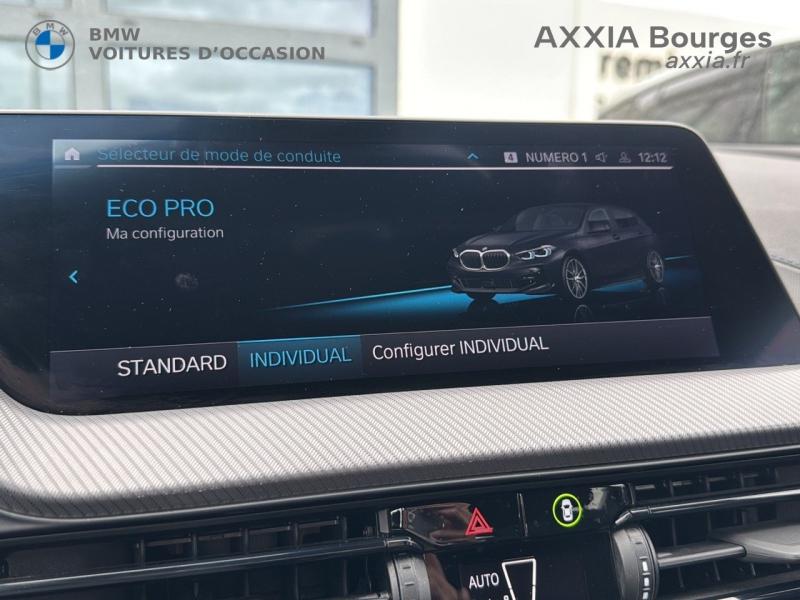 BMW
BMW
VOITURES D'OCCASION
AXXIA Bourges
axxia.fr
Sélecteur de mode de conduite
4 NUMERO 1 12:12
ECO PRO
Ma configuration
STANDARD INDIVIDUAL Configurer INDIVIDUAL
AUTO